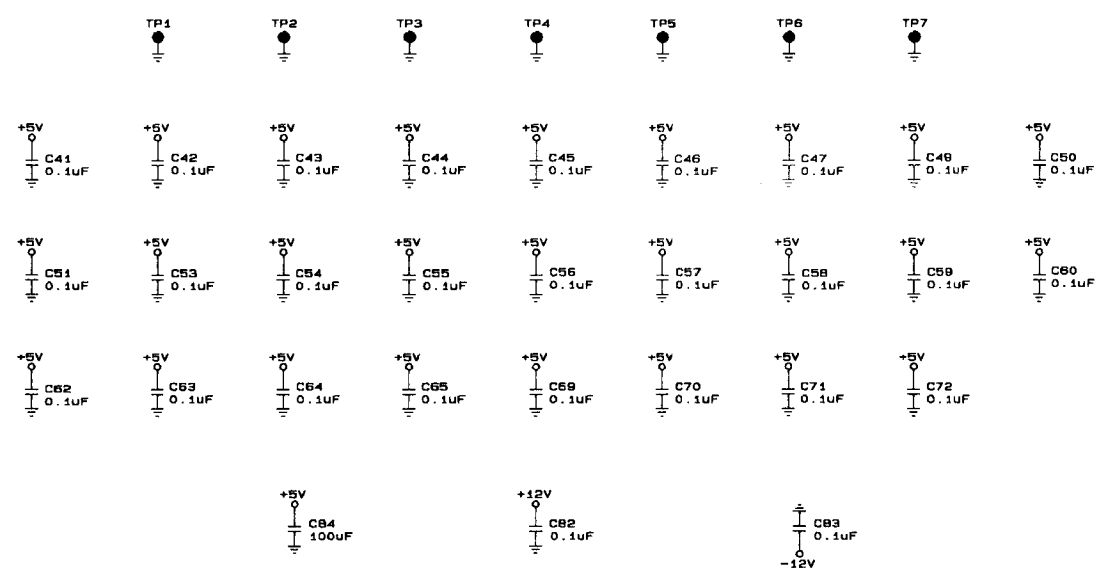 TP1 TP2 TP3 TP4 TP5 TP6 TP7
+5V +5V +5V +5V +5V +5V +5V +5V +5V
C41 C42 C43 C44 C45 C46 C47 C49 C50
0.1uF 0.1uF 0.1uF 0.1uF 0.1uF 0.1uF 0.1uF 0.1uF 0.1uF
+5V +5V +5V +5V +5V +5V +5V +5V +5V
C51 C53 C54 C55 C56 C57 C58 C59 C60
0.1uF 0.1uF 0.1uF 0.1uF 0.1uF 0.1uF 0.1uF 0.1uF 0.1uF
+5V +5V +5V +5V +5V +5V +5V +5V
C62 C63 C64 C65 C69 C70 C71 C72
0.1uF 0.1uF 0.1uF 0.1uF 0.1uF 0.1uF 0.1uF 0.1uF
+5V +12V
C84 C82 C83
100uF 0.1uF 0.1uF
-12V